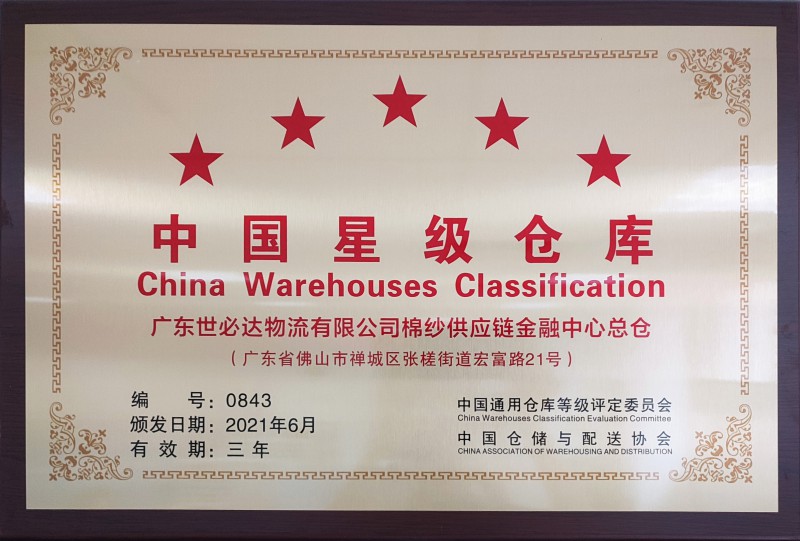 中国星级仓库
China Warehouses Classification
广东世必达物流有限公司棉纱供应链金融中心总仓
（广东省佛山市禅城区张槎街道宏富路21号）
编号：0843
颁发日期：2021年6月
有效期：三年
中国通用仓库等级评定委员会
China Warehouses Classification Evaluation Committee
中国仓储与配送协会
CHINA ASSOCIATION OF WAREHOUSING AND DISTRIBUTION